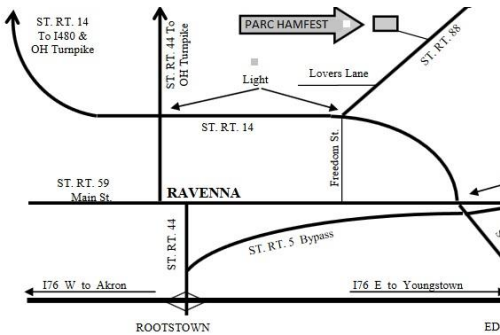 ST. RT. 14
To I480 &
OH Turnpike
ST. RT. 44 To
OH Turnpike
PARC HAMFEST
ST. RT. 88
Light
Lovers Lane
ST. RT. 14
Freedom St.
ST. RT. 59
Main St.
RAVENNA
ST. RT. 44
ST. RT. 5 Bypass
I76 W to Akron
I76 E to Youngstown
ROOTSTOWN
ED